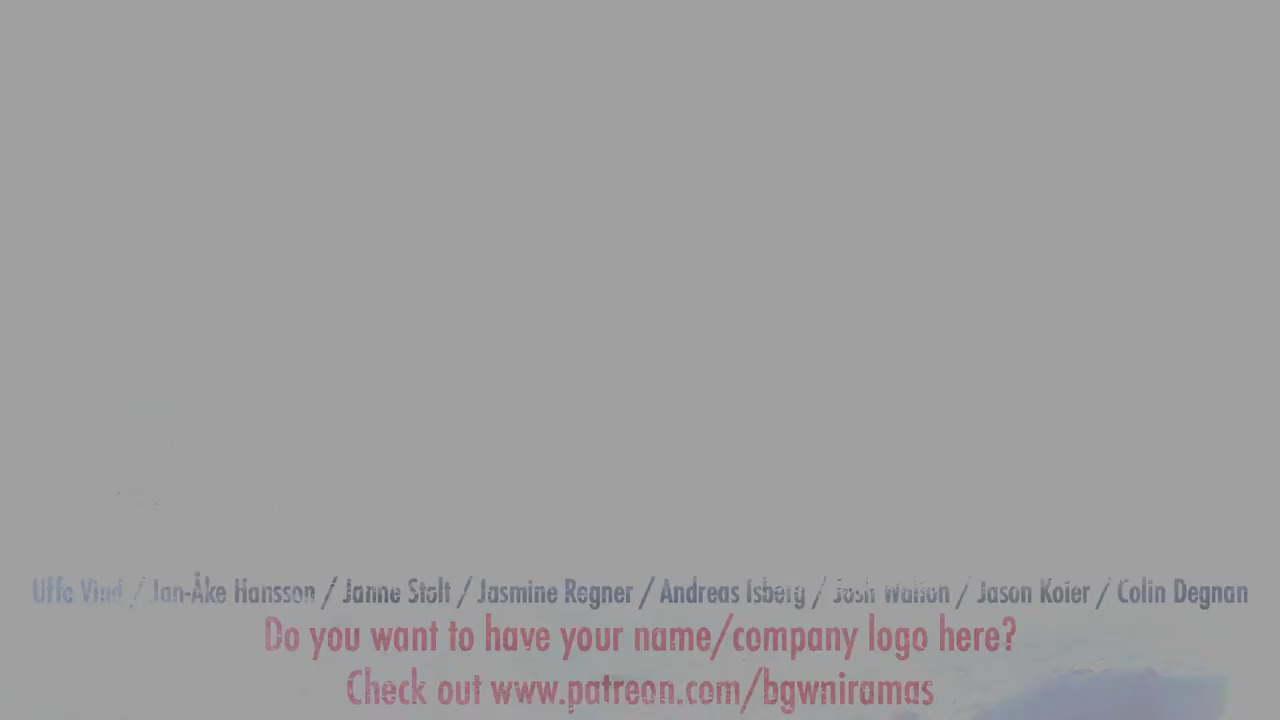 Uffe Vind / Jan-Åke Hansson / Janne Stolt / Jasmine Regner / Andreas Isberg / Josh Walton / Jason Kofer / Colin Degnan
Do you want to have your name/company logo here?
Check out www.patreon.com/bgwniramas